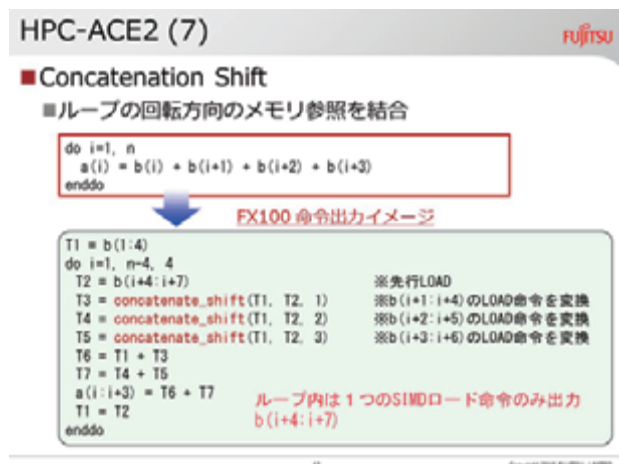 HPC-ACE2 (7)
FUJITSU
■Concatenation Shift
■ループの回転方向のメモリ参照を結合
do i=1, n
a(i) = b(i) + b(i+1) + b(i+2) + b(i+3)
enddo
FX100 命令出力イメージ
T1 = b(1:4)
do i=1, n-4, 4
T2 = b(i+4:i+7) ※先行LOAD
T3 = concatenate_shift(T1, T2, 1) ※b(i+1:i+4)のLOAD命令を変換
T4 = concatenate_shift(T1, T2, 2) ※b(i+2:i+5)のLOAD命令を変換
T5 = concatenate_shift(T1, T2, 3) ※b(i+3:i+6)のLOAD命令を変換
T6 = T1 + T3
T7 = T4 + T5
a(i:i+3) = T6 + T7
T1 = T2
enddo
ループ内は1つのSIMDロード命令のみ出力
b(i+4:i+7)